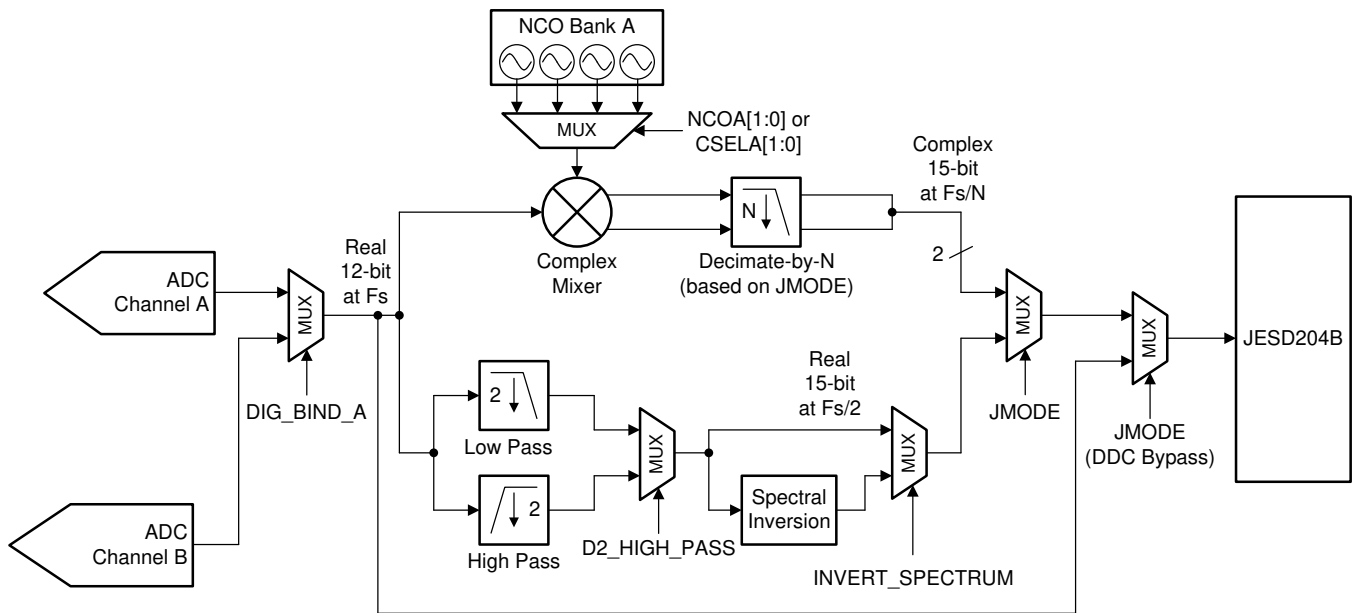 NCO Bank A
MUX
NCOA[1:0] or
CSELA[1:0]
Complex
15-bit
at Fs/N
N
2
Complex
Mixer
Decimate-by-N
(based on JMODE)
ADC
Channel A
Real
12-bit
at Fs
MUX
DIG_BIND_A
MUX
JMODE
MUX
JMODE
(DDC Bypass)
JESD204B
2
Low Pass
2
High Pass
MUX
D2_HIGH_PASS
Real
15-bit
at Fs/2
Spectral
Inversion
MUX
INVERT_SPECTRUM
ADC
Channel B